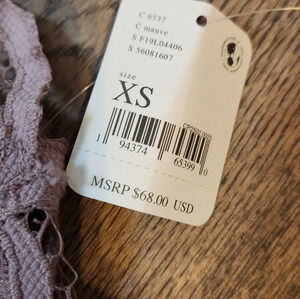 C 6537
C mauve
S F19L04406
S 56081607
size
XS
1 94374 65399 0
MSRP $68.00 USD